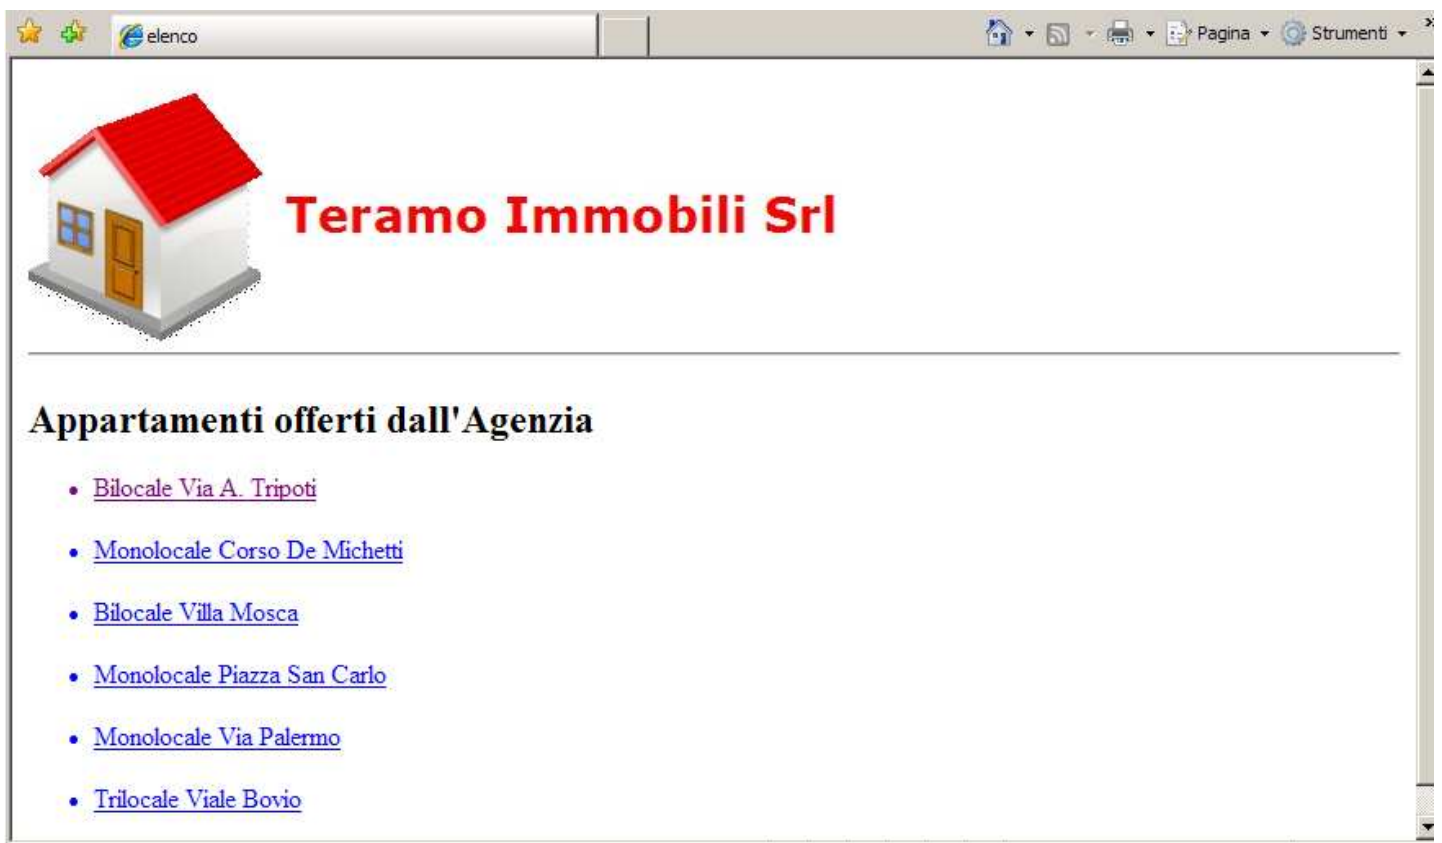 elenco
Pagina
Strumenti
Teramo Immobili Srl
Appartamenti offerti dall'Agenzia
Bilocale Via A. Tripoti
Monolocale Corso De Michetti
Bilocale Villa Mosca
Monolocale Piazza San Carlo
Monolocale Via Palermo
Trilocale Viale Bovio